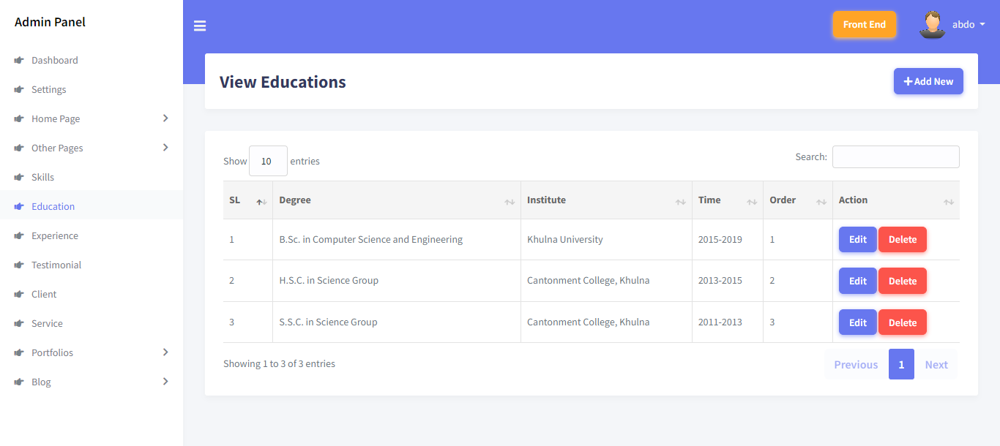 Admin Panel
Front End
abdo
Dashboard
Settings
Home Page
Other Pages
Skills
Education
Experience
Testimonial
Client
Service
Portfolios
Blog
View Educations
Add New
Show 10 entries
Search:
SL Degree Institute Time Order Action
1 B.Sc. in Computer Science and Engineering Khulna University 2015-2019 1 Edit Delete
2 H.S.C. in Science Group Cantonment College, Khulna 2013-2015 2 Edit Delete
3 S.S.C. in Science Group Cantonment College, Khulna 2011-2013 3 Edit Delete
Showing 1 to 3 of 3 entries
Previous 1 Next